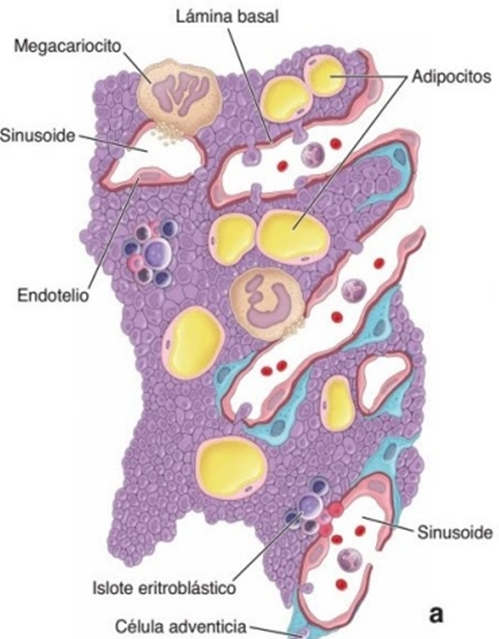 Lámina basal
Megacariocito
Adipocitos
Sinusoide
Endotelio
Sinusoide
Islote eritroblástico
Célula adventicia
a